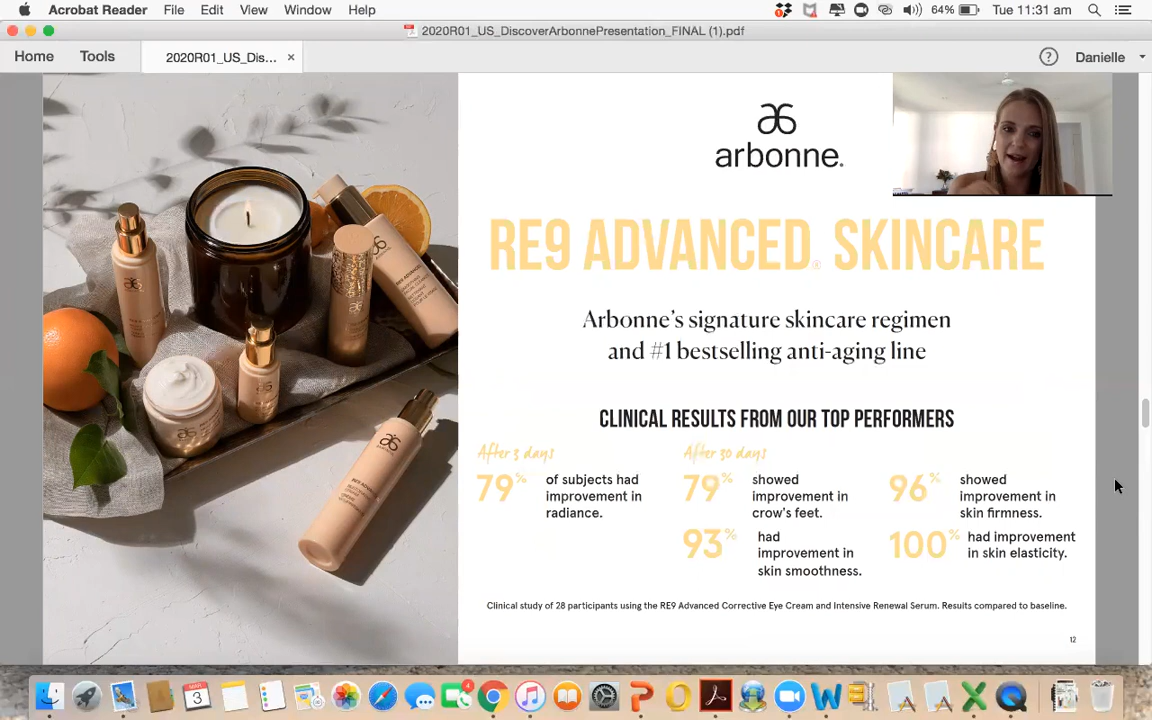 Acrobat Reader File Edit View Window Help 64% Tue 11:31 am
2020R01_US_DiscoverArbonnePresentation_FINAL (1).pdf
Home Tools 2020R01_US_Dis... × ? Danielle
arbonne.
RE9 ADVANCED® SKINCARE
Arbonne's signature skincare regimen
and #1 bestselling anti-aging line
CLINICAL RESULTS FROM OUR TOP PERFORMERS
After 3 days
79% of subjects had
improvement in
radiance.
After 30 days
79% showed
improvement in
crow's feet.
96% showed
improvement in
skin firmness.
93% had
improvement in
skin smoothness.
100% had improvement
in skin elasticity.
Clinical study of 28 participants using the RE9 Advanced Corrective Eye Cream and Intensive Renewal Serum. Results compared to baseline.
12
MAR
3
4